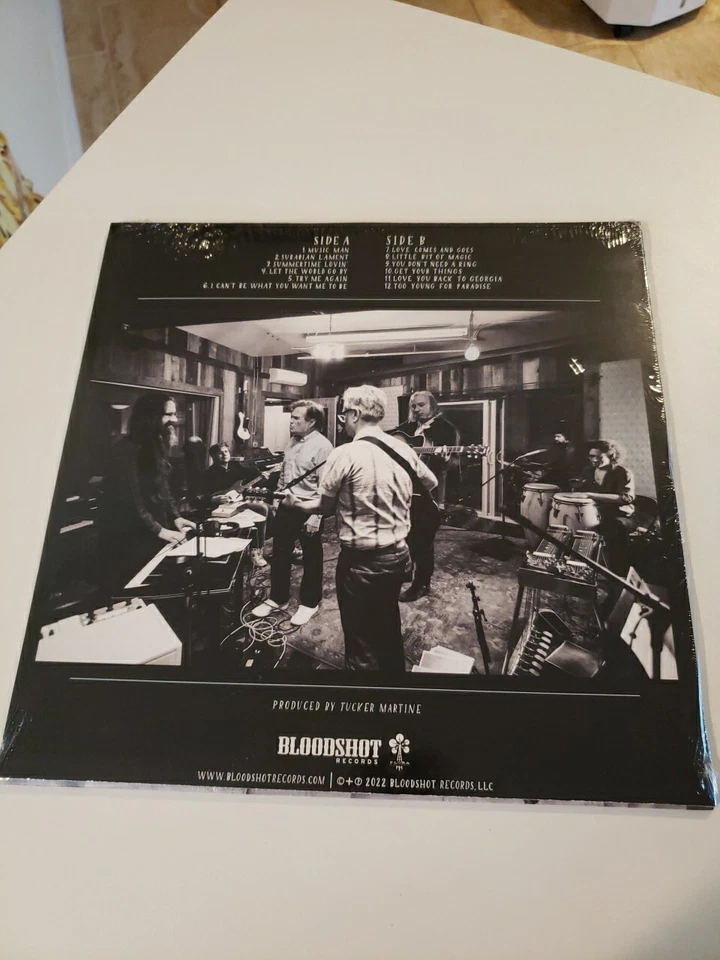 SIDE A
1. MUSIC MAN
2. SUBABIAN LAMENT
3. SUMMERTIME LOVIN'
4. LET THE WORLD GO BY
5. TRY ME AGAIN
6. I CAN'T BE WHAT YOU WANT ME TO BE
SIDE B
7. LOVE COMES AND GOES
8. LITTLE BIT OF MAGIC
9. YOU DON'T NEED A RING
10. GET YOUR THINGS
11. LOVE YOU BACK TO GEORGIA
12. TOO YOUNG FOR PARADISE
PRODUCED BY TUCKER MARTINE
BLOODSHOT
RECORDS
WWW.BLOODSHOTRECORDS.COM | ©+℗ 2022 BLOODSHOT RECORDS, LLC